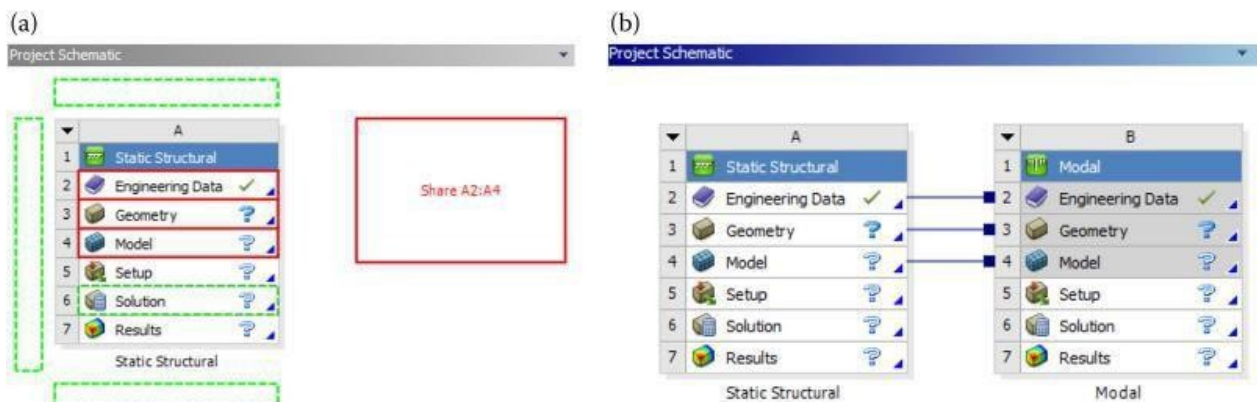 (a)
Project Schematic
A
1 Static Structural
2 Engineering Data
3 Geometry
4 Model
5 Setup
6 Solution
7 Results
Static Structural
Share A2:A4
(b)
Project Schematic
A
1 Static Structural
2 Engineering Data
3 Geometry
4 Model
5 Setup
6 Solution
7 Results
Static Structural
B
1 Modal
2 Engineering Data
3 Geometry
4 Model
5 Setup
6 Solution
7 Results
Modal